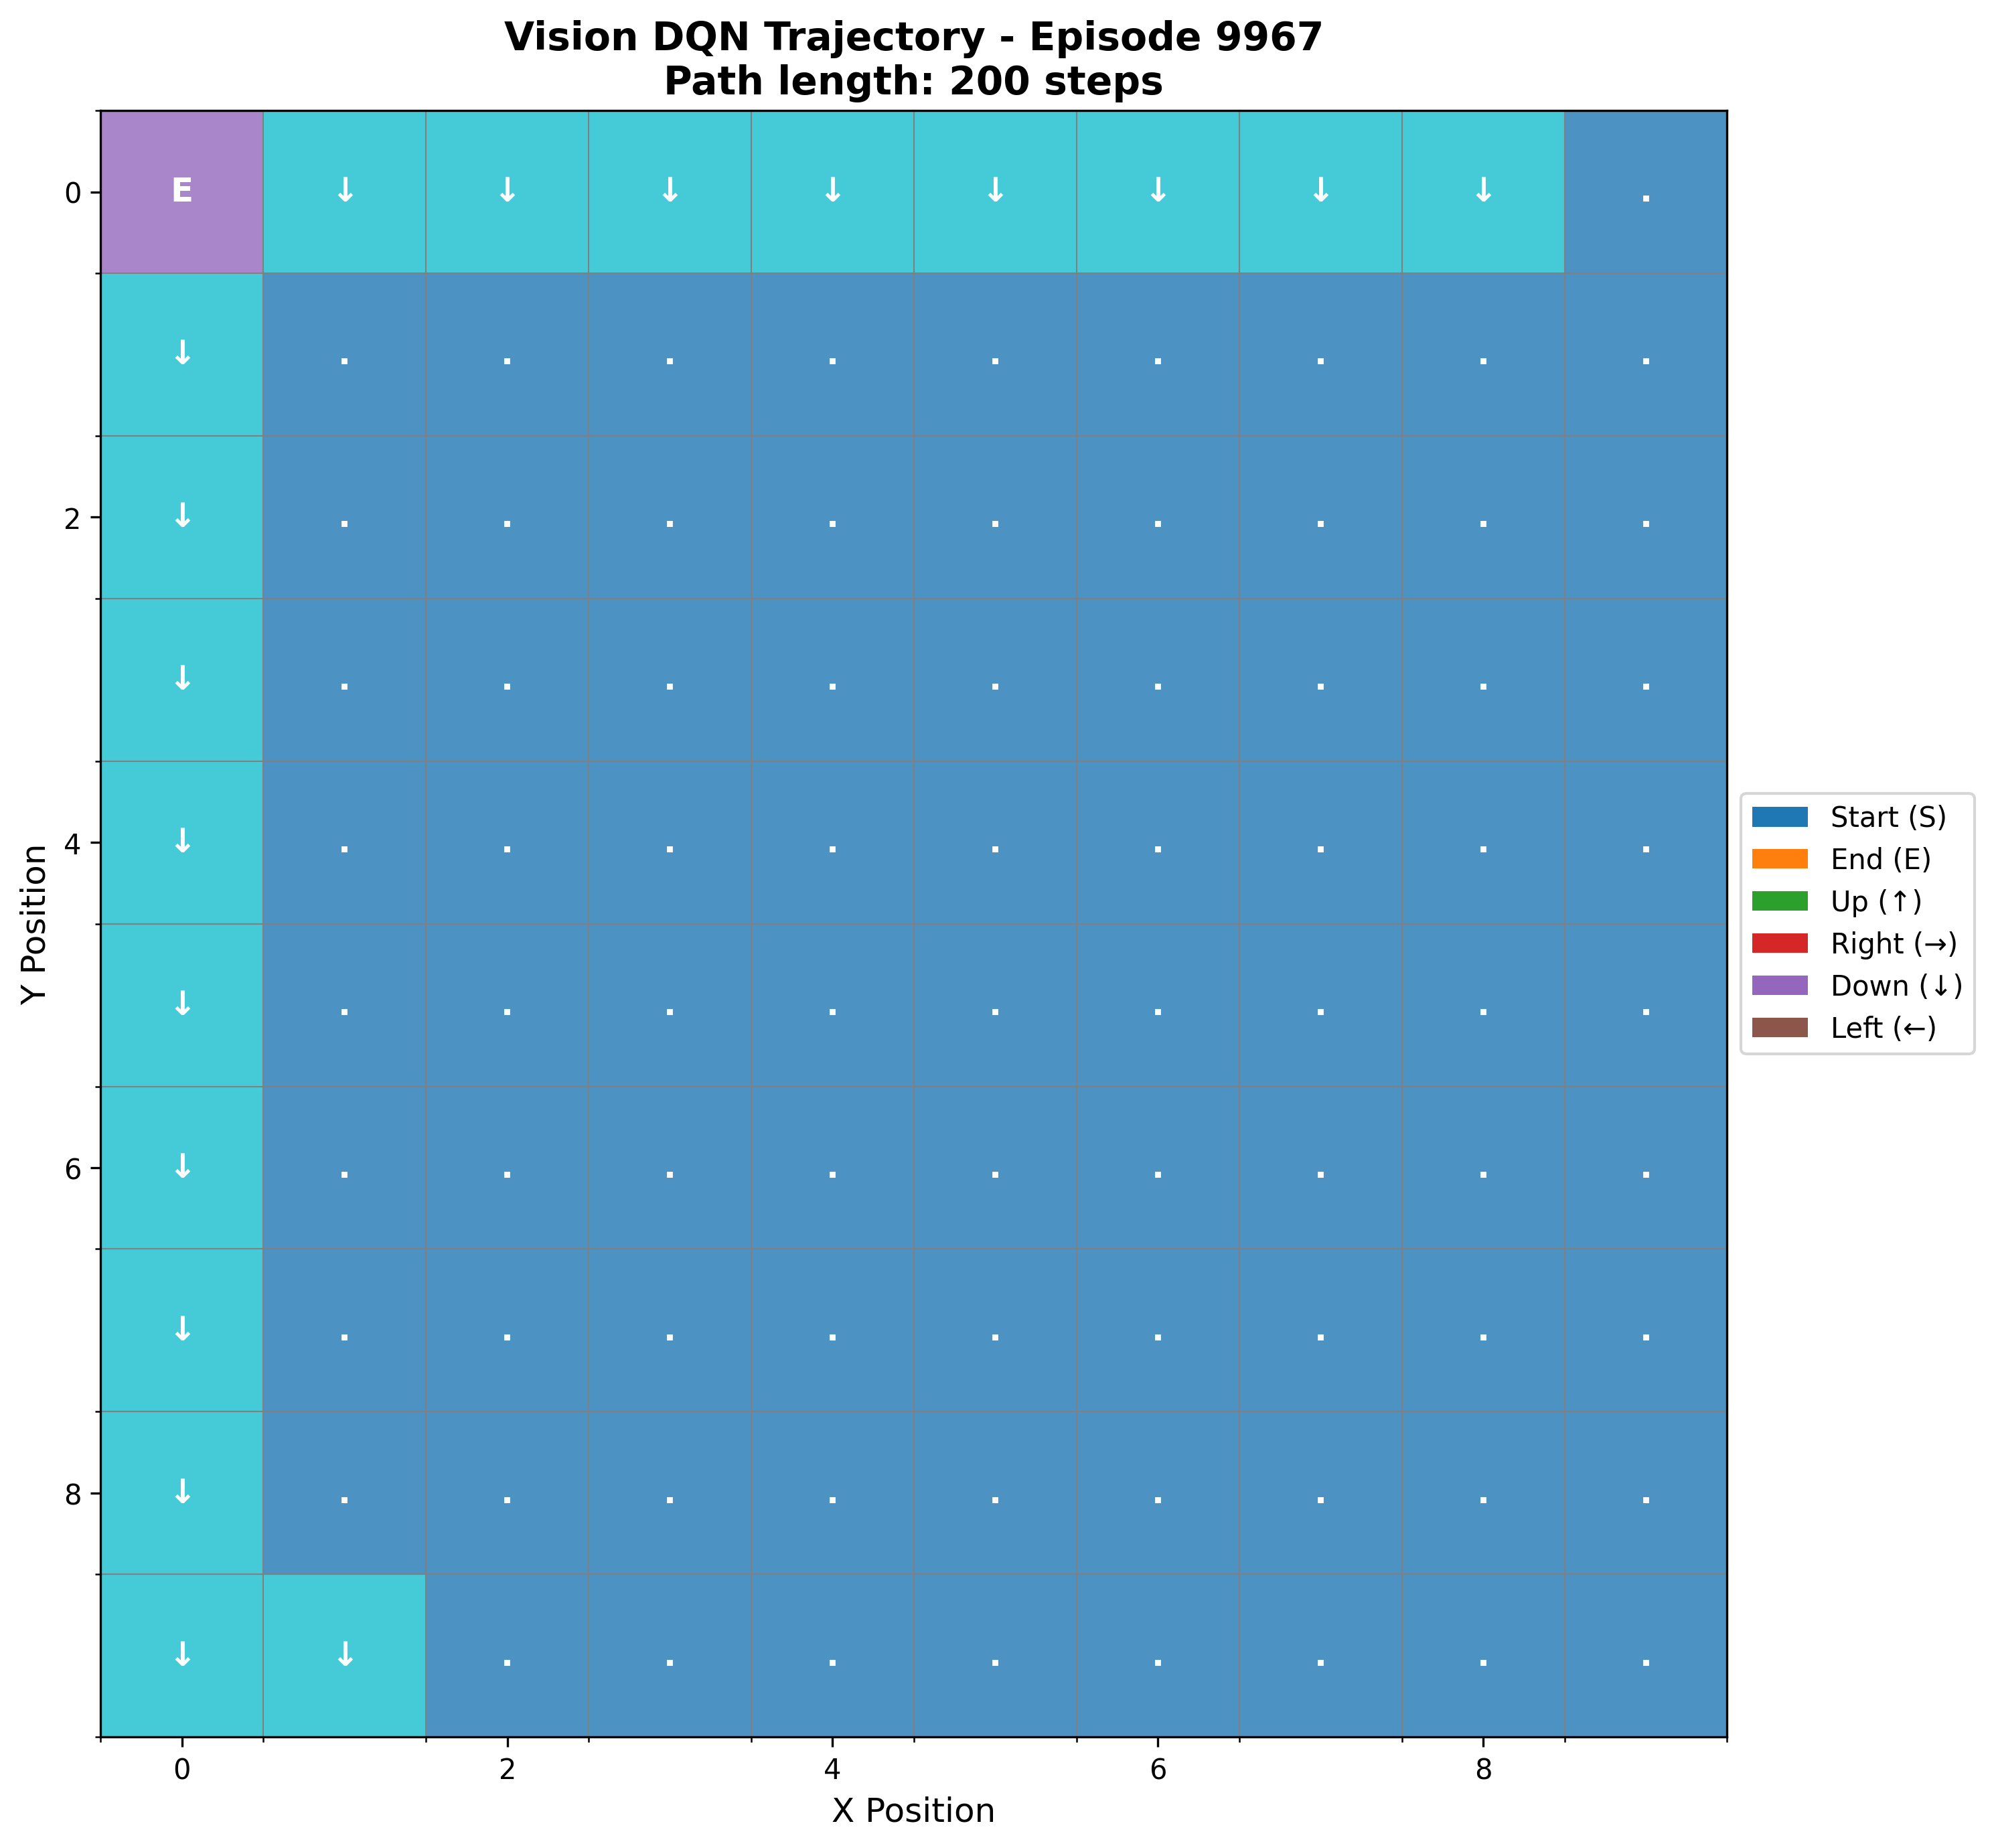 Vision DQN Trajectory - Episode 9967
Path length: 200 steps
0 E ↓ ↓ ↓ ↓ ↓ ↓ ↓ ↓ .
↓ . . . . . . . . .
2 ↓ . . . . . . . . .
↓ . . . . . . . . .
4 ↓ . . . . . . . . .
↓ . . . . . . . . .
6 ↓ . . . . . . . . .
↓ . . . . . . . . .
8 ↓ . . . . . . . . .
↓ ↓ . . . . . . . .
0 2 4 6 8
X Position
Y Position
Start (S)
End (E)
Up (↑)
Right (→)
Down (↓)
Left (←)